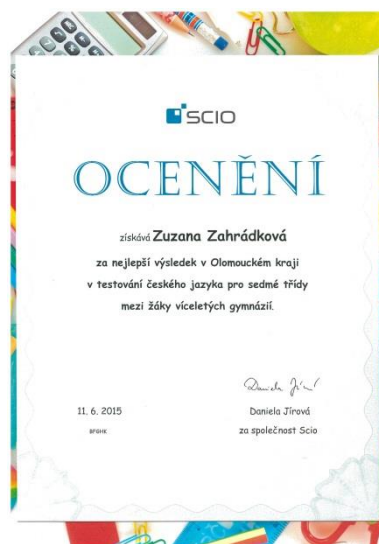 SCIO
OCENĚNÍ
získává Zuzana Zahrádková
za nejlepší výsledek v Olomouckém kraji
v testování českého jazyka pro sedmé třídy
mezi žáky víceletých gymnázií.
11. 6. 2015
Daniela Jírová
za společnost Scio